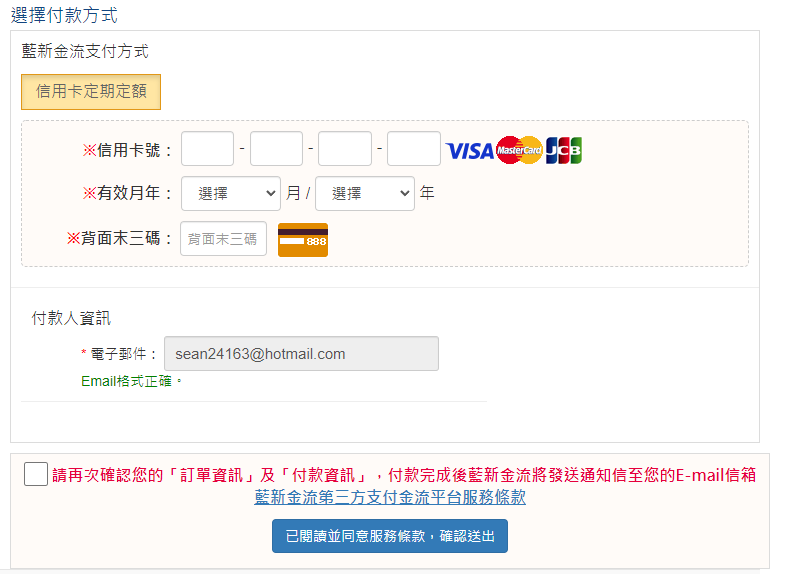 選擇付款方式
藍新金流支付方式
信用卡定期定額
※信用卡號： - - - VISA MasterCard JCB
※有效月年： 選擇 月 / 選擇 年
※背面末三碼： 背面末三碼 888
付款人資訊
* 電子郵件： sean24163@hotmail.com
Email格式正確。
請再次確認您的「訂單資訊」及「付款資訊」，付款完成後藍新金流將發送通知信至您的E-mail信箱
藍新金流第三方支付金流平台服務條款
已閱讀並同意服務條款，確認送出